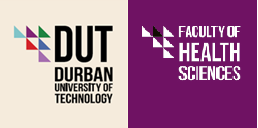 DUT
DURBAN
UNIVERSITY OF
TECHNOLOGY
FACULTY OF
HEALTH
SCIENCES